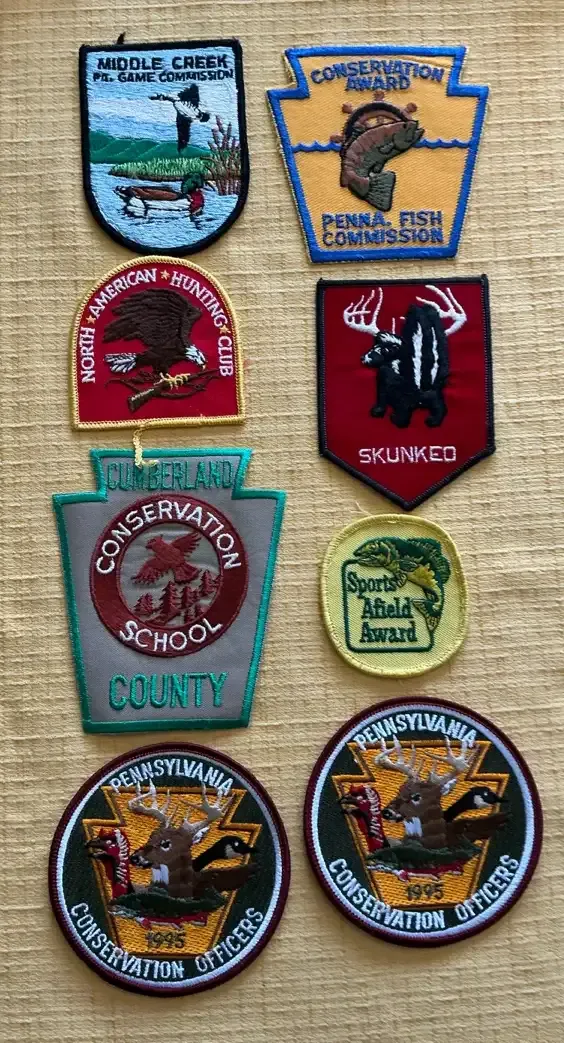 MIDDLE CREEK
PA. GAME COMMISSION
CONSERVATION
AWARD
PENNA. FISH
COMMISSION
NORTH★AMERICAN★HUNTING★CLUB
SKUNKED
CUMBERLAND
CONSERVATION
SCHOOL
COUNTY
Sports
Afield
Award
PENNSYLVANIA
1995
CONSERVATION OFFICERS
PENNSYLVANIA
1995
CONSERVATION OFFICERS